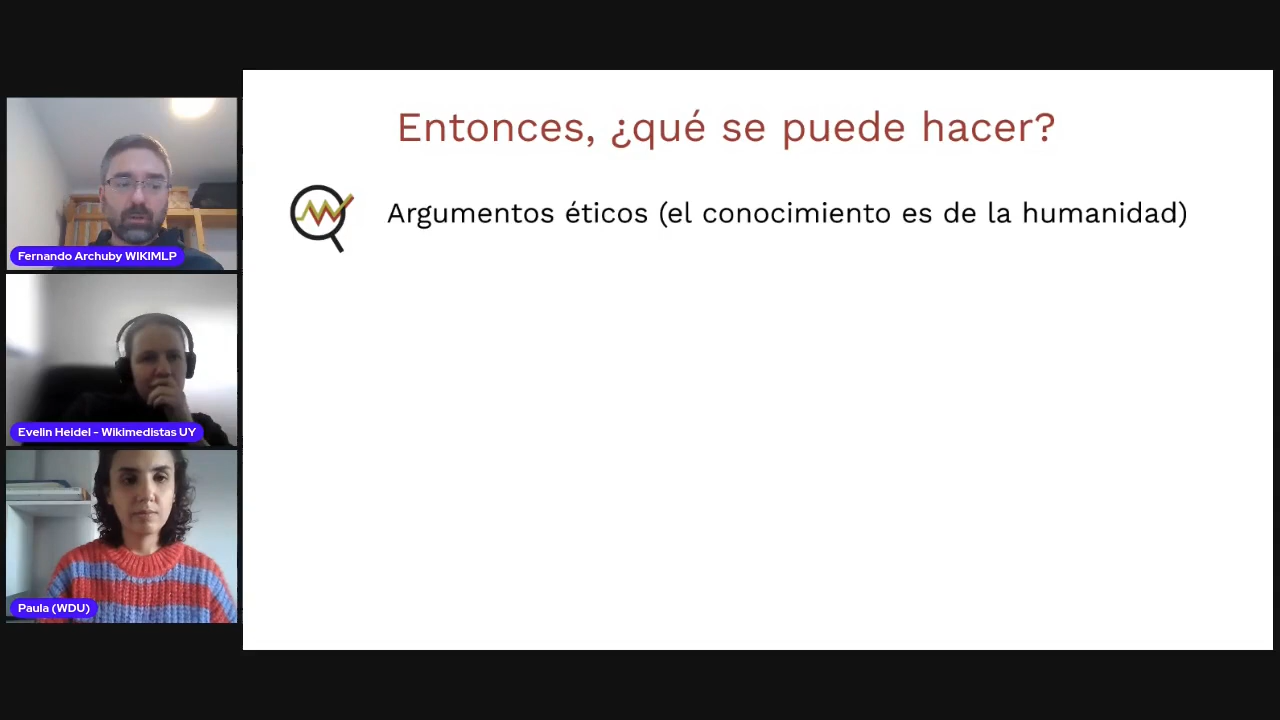 Entonces, ¿qué se puede hacer?
Argumentos éticos (el conocimiento es de la humanidad)
Fernando Archuby WIKIMLP
Evelin Heidel - Wikimedistas UY
Paula (WDU)